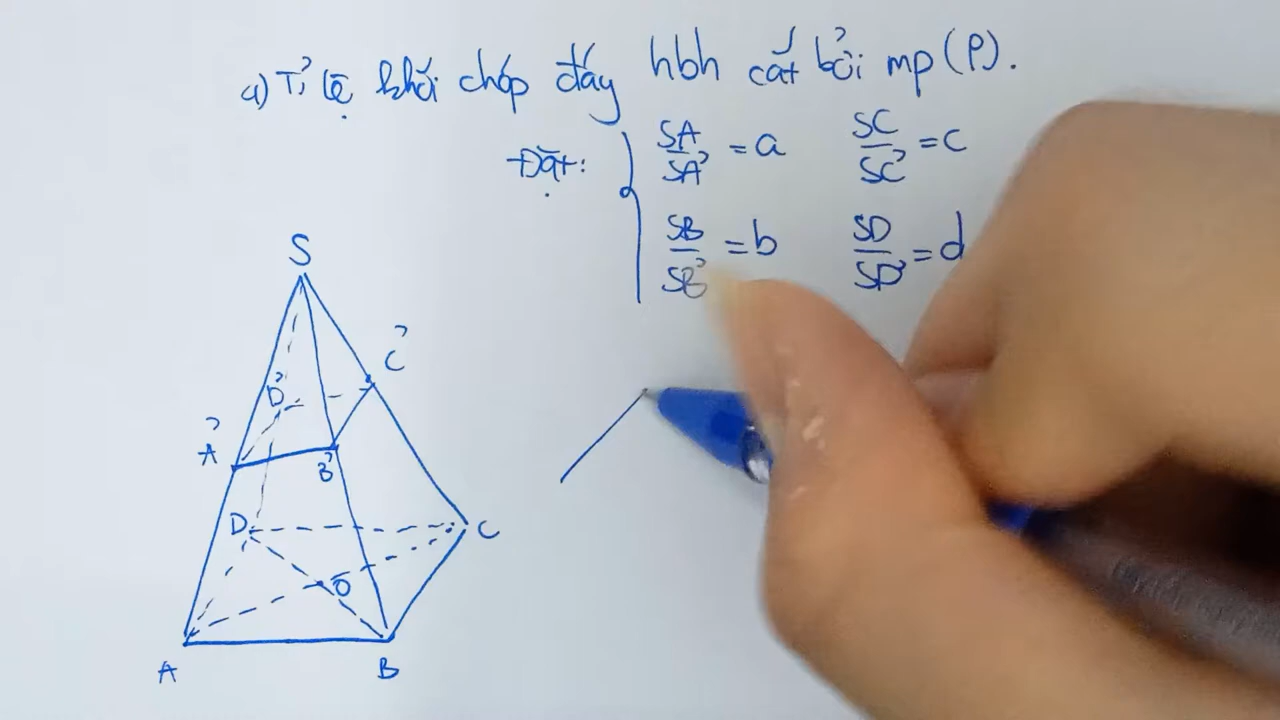 a) Tỉ lệ khối chóp đáy hbh cắt bởi mp (P).
Đặt: SA/SA' = a SC/SC' = c
SB/SB' = b SD/SD' = d
S
C'
D'
A'
B'
D
C
O
A
B